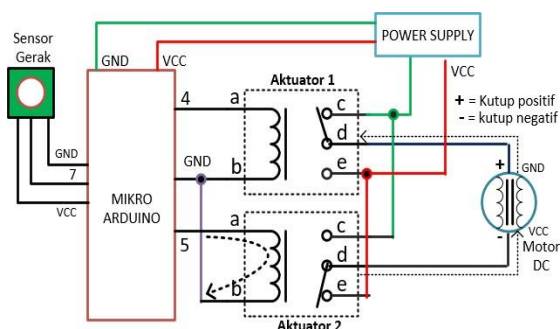 Sensor
Gerak
GND
VCC
POWER SUPPLY
VCC
+ = Kutup positif
- = kutup negatif
Aktuator 1
4
a
c
d
GND
b
e
GND
7
VCC
MIKRO
ARDUINO
+
GND
a
5
b
c
d
e
VCC
-
Motor
DC
Aktuator 2